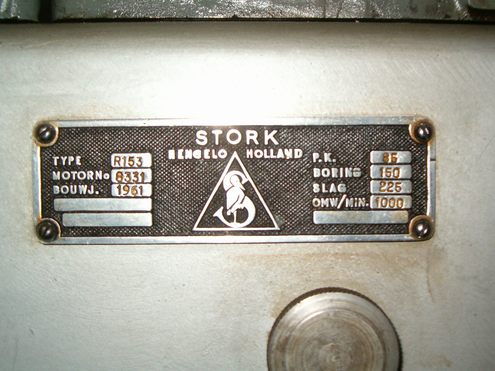 STORK
HENGELO HOLLAND
TYPE R153
MOTORNo 8331
BOUWJ. 1961
P.K. 85
BORING 150
SLAG 225
OMW/MIN. 1000